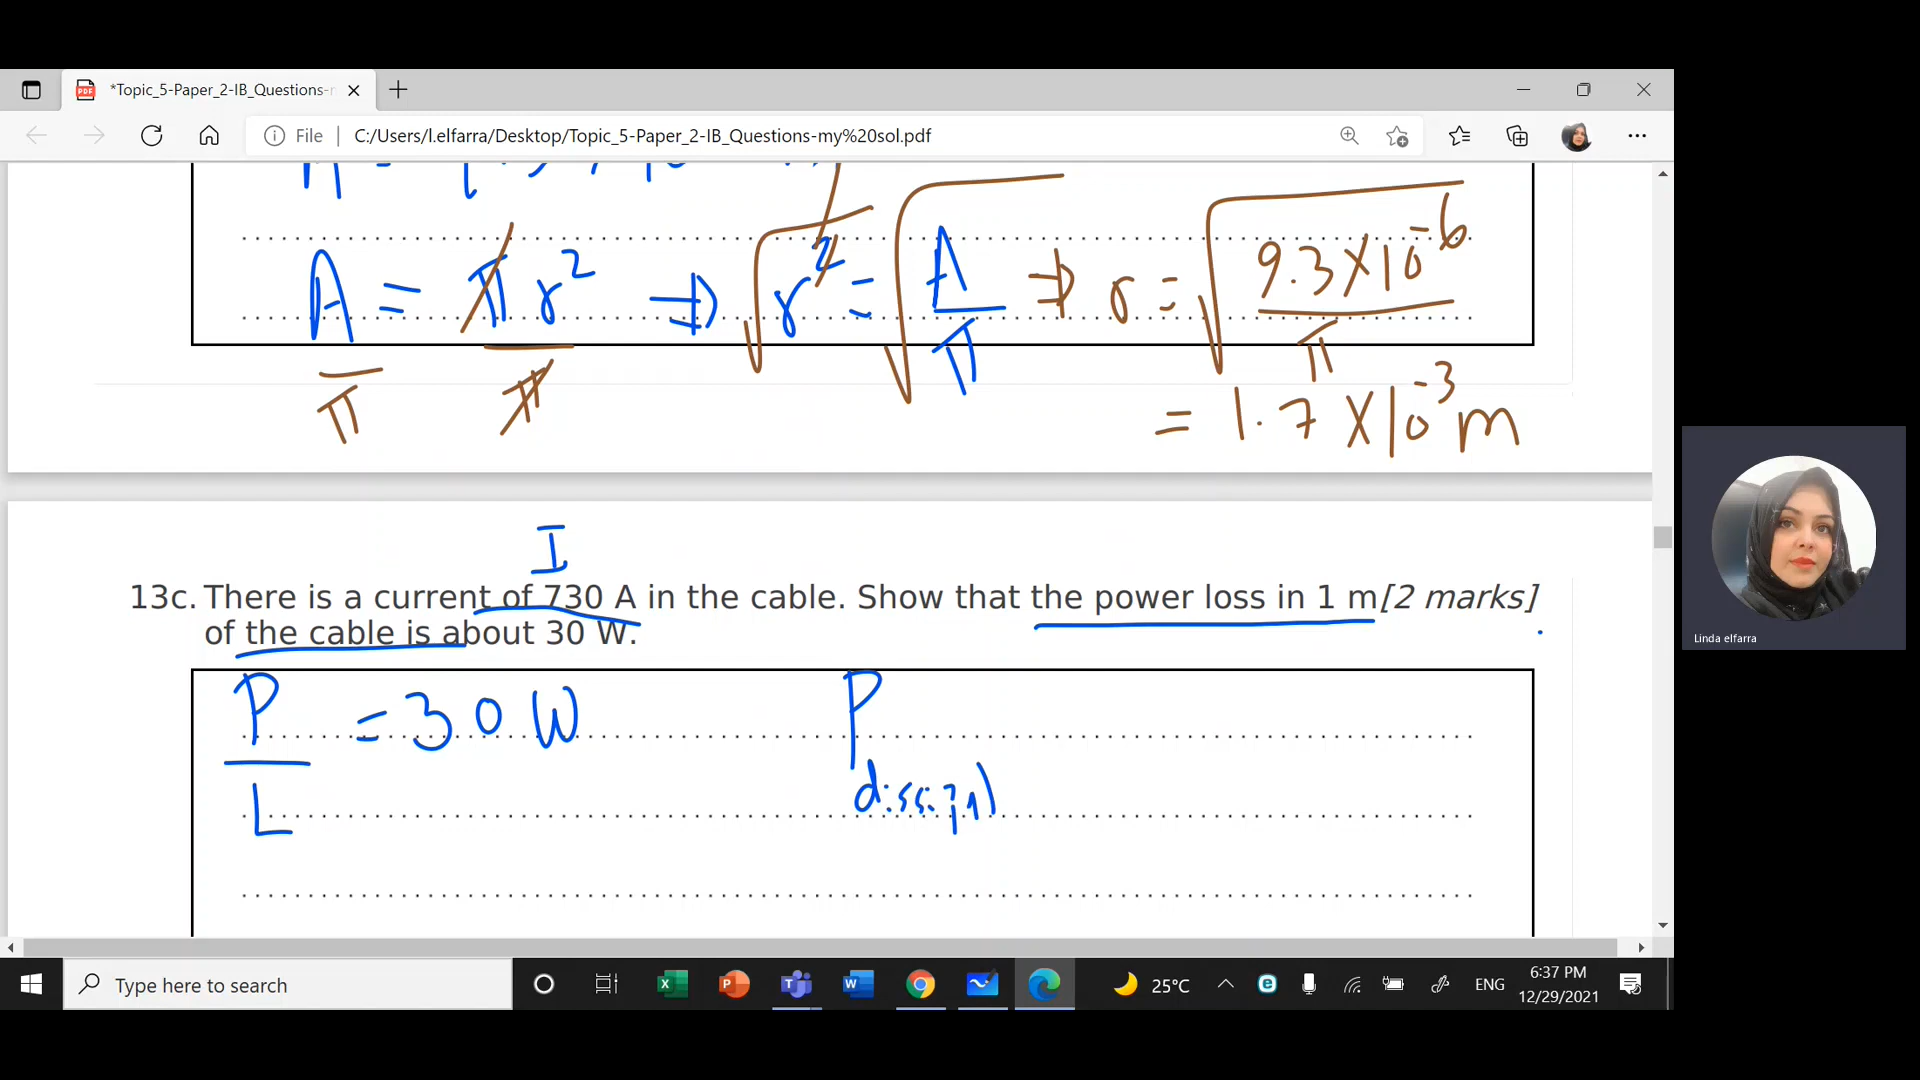 *Topic_5-Paper_2-IB_Questions-
File | C:/Users/l.elfarra/Desktop/Topic_5-Paper_2-IB_Questions-my%20sol.pdf
A = πr² ⇒ r² = A/π ⇒ r = √(9.3 X 10⁻⁶ / π)
π π
= 1.7 X 10⁻³ m
I
13c. There is a current of 730 A in the cable. Show that the power loss in 1 m [2 marks]
of the cable is about 30 W.
P/L = 30 W P
Linda elfarra
Type here to search
25°C
ENG
6:37 PM
12/29/2021